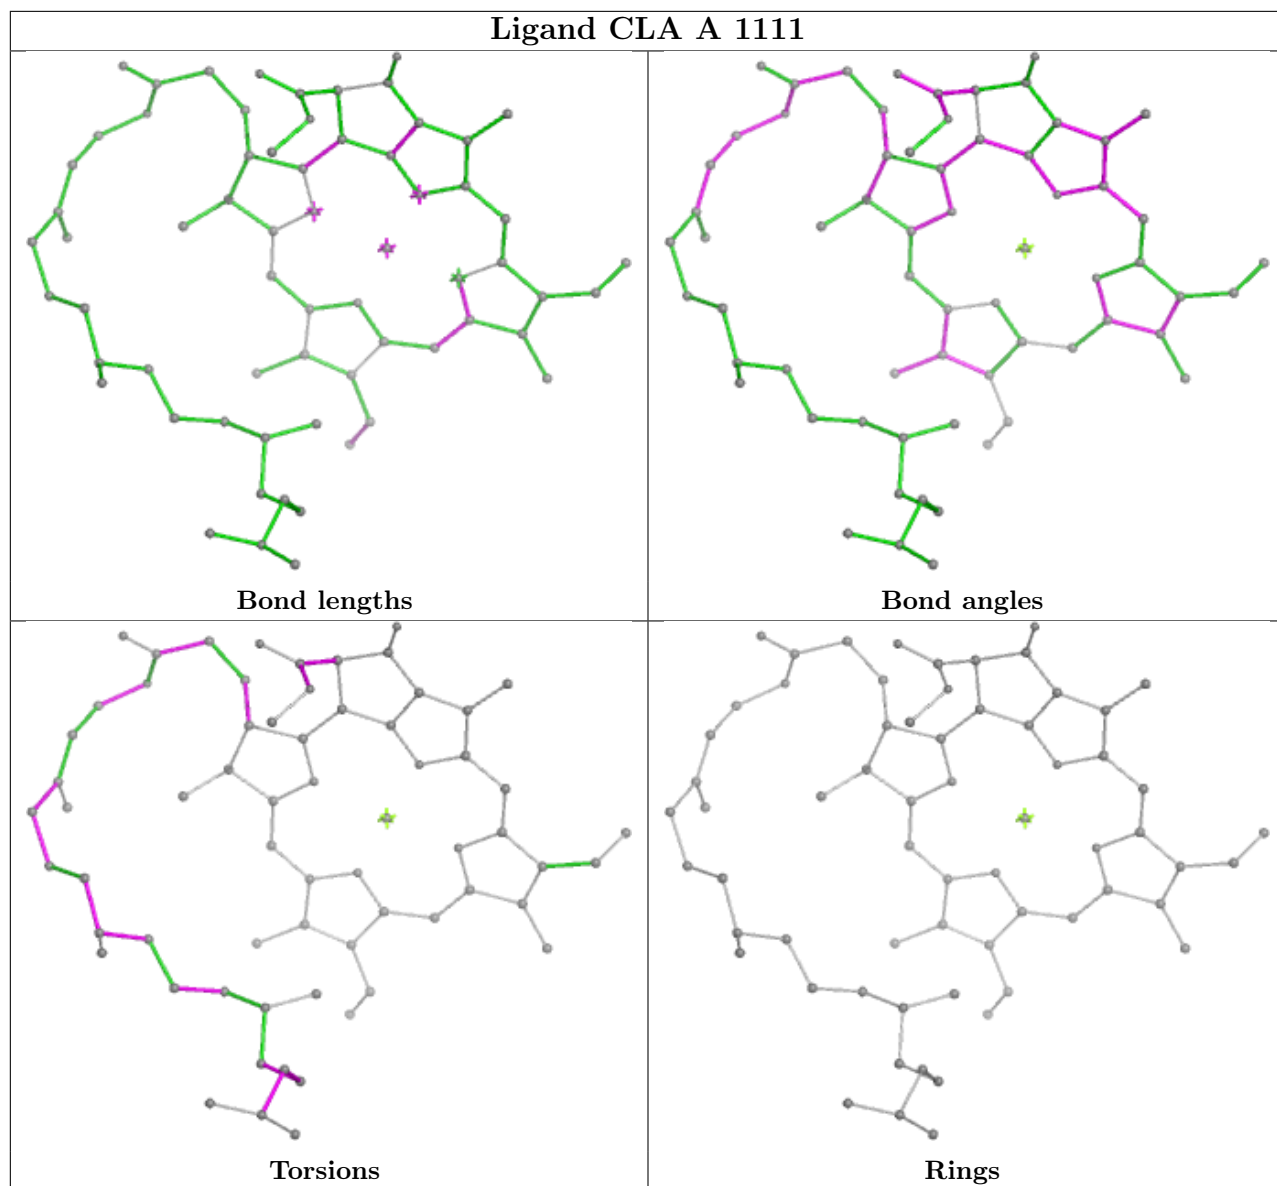 Ligand CLA A 1111
Bond lengths
Bond angles
Torsions
Rings